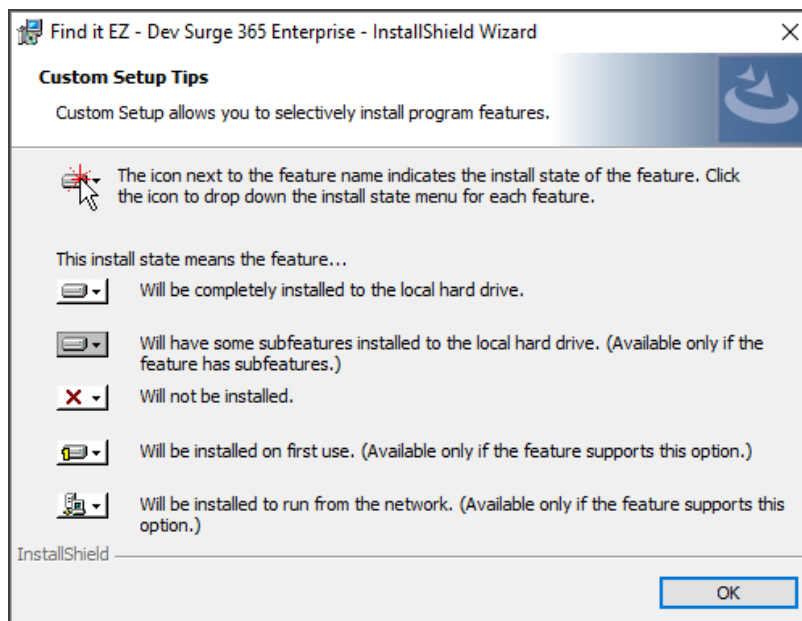 Find it EZ - Dev Surge 365 Enterprise - InstallShield Wizard
Custom Setup Tips
Custom Setup allows you to selectively install program features.
The icon next to the feature name indicates the install state of the feature. Click
the icon to drop down the install state menu for each feature.
This install state means the feature...
Will be completely installed to the local hard drive.
Will have some subfeatures installed to the local hard drive. (Available only if the
feature has subfeatures.)
Will not be installed.
Will be installed on first use. (Available only if the feature supports this option.)
Will be installed to run from the network. (Available only if the feature supports this
option.)
InstallShield
OK